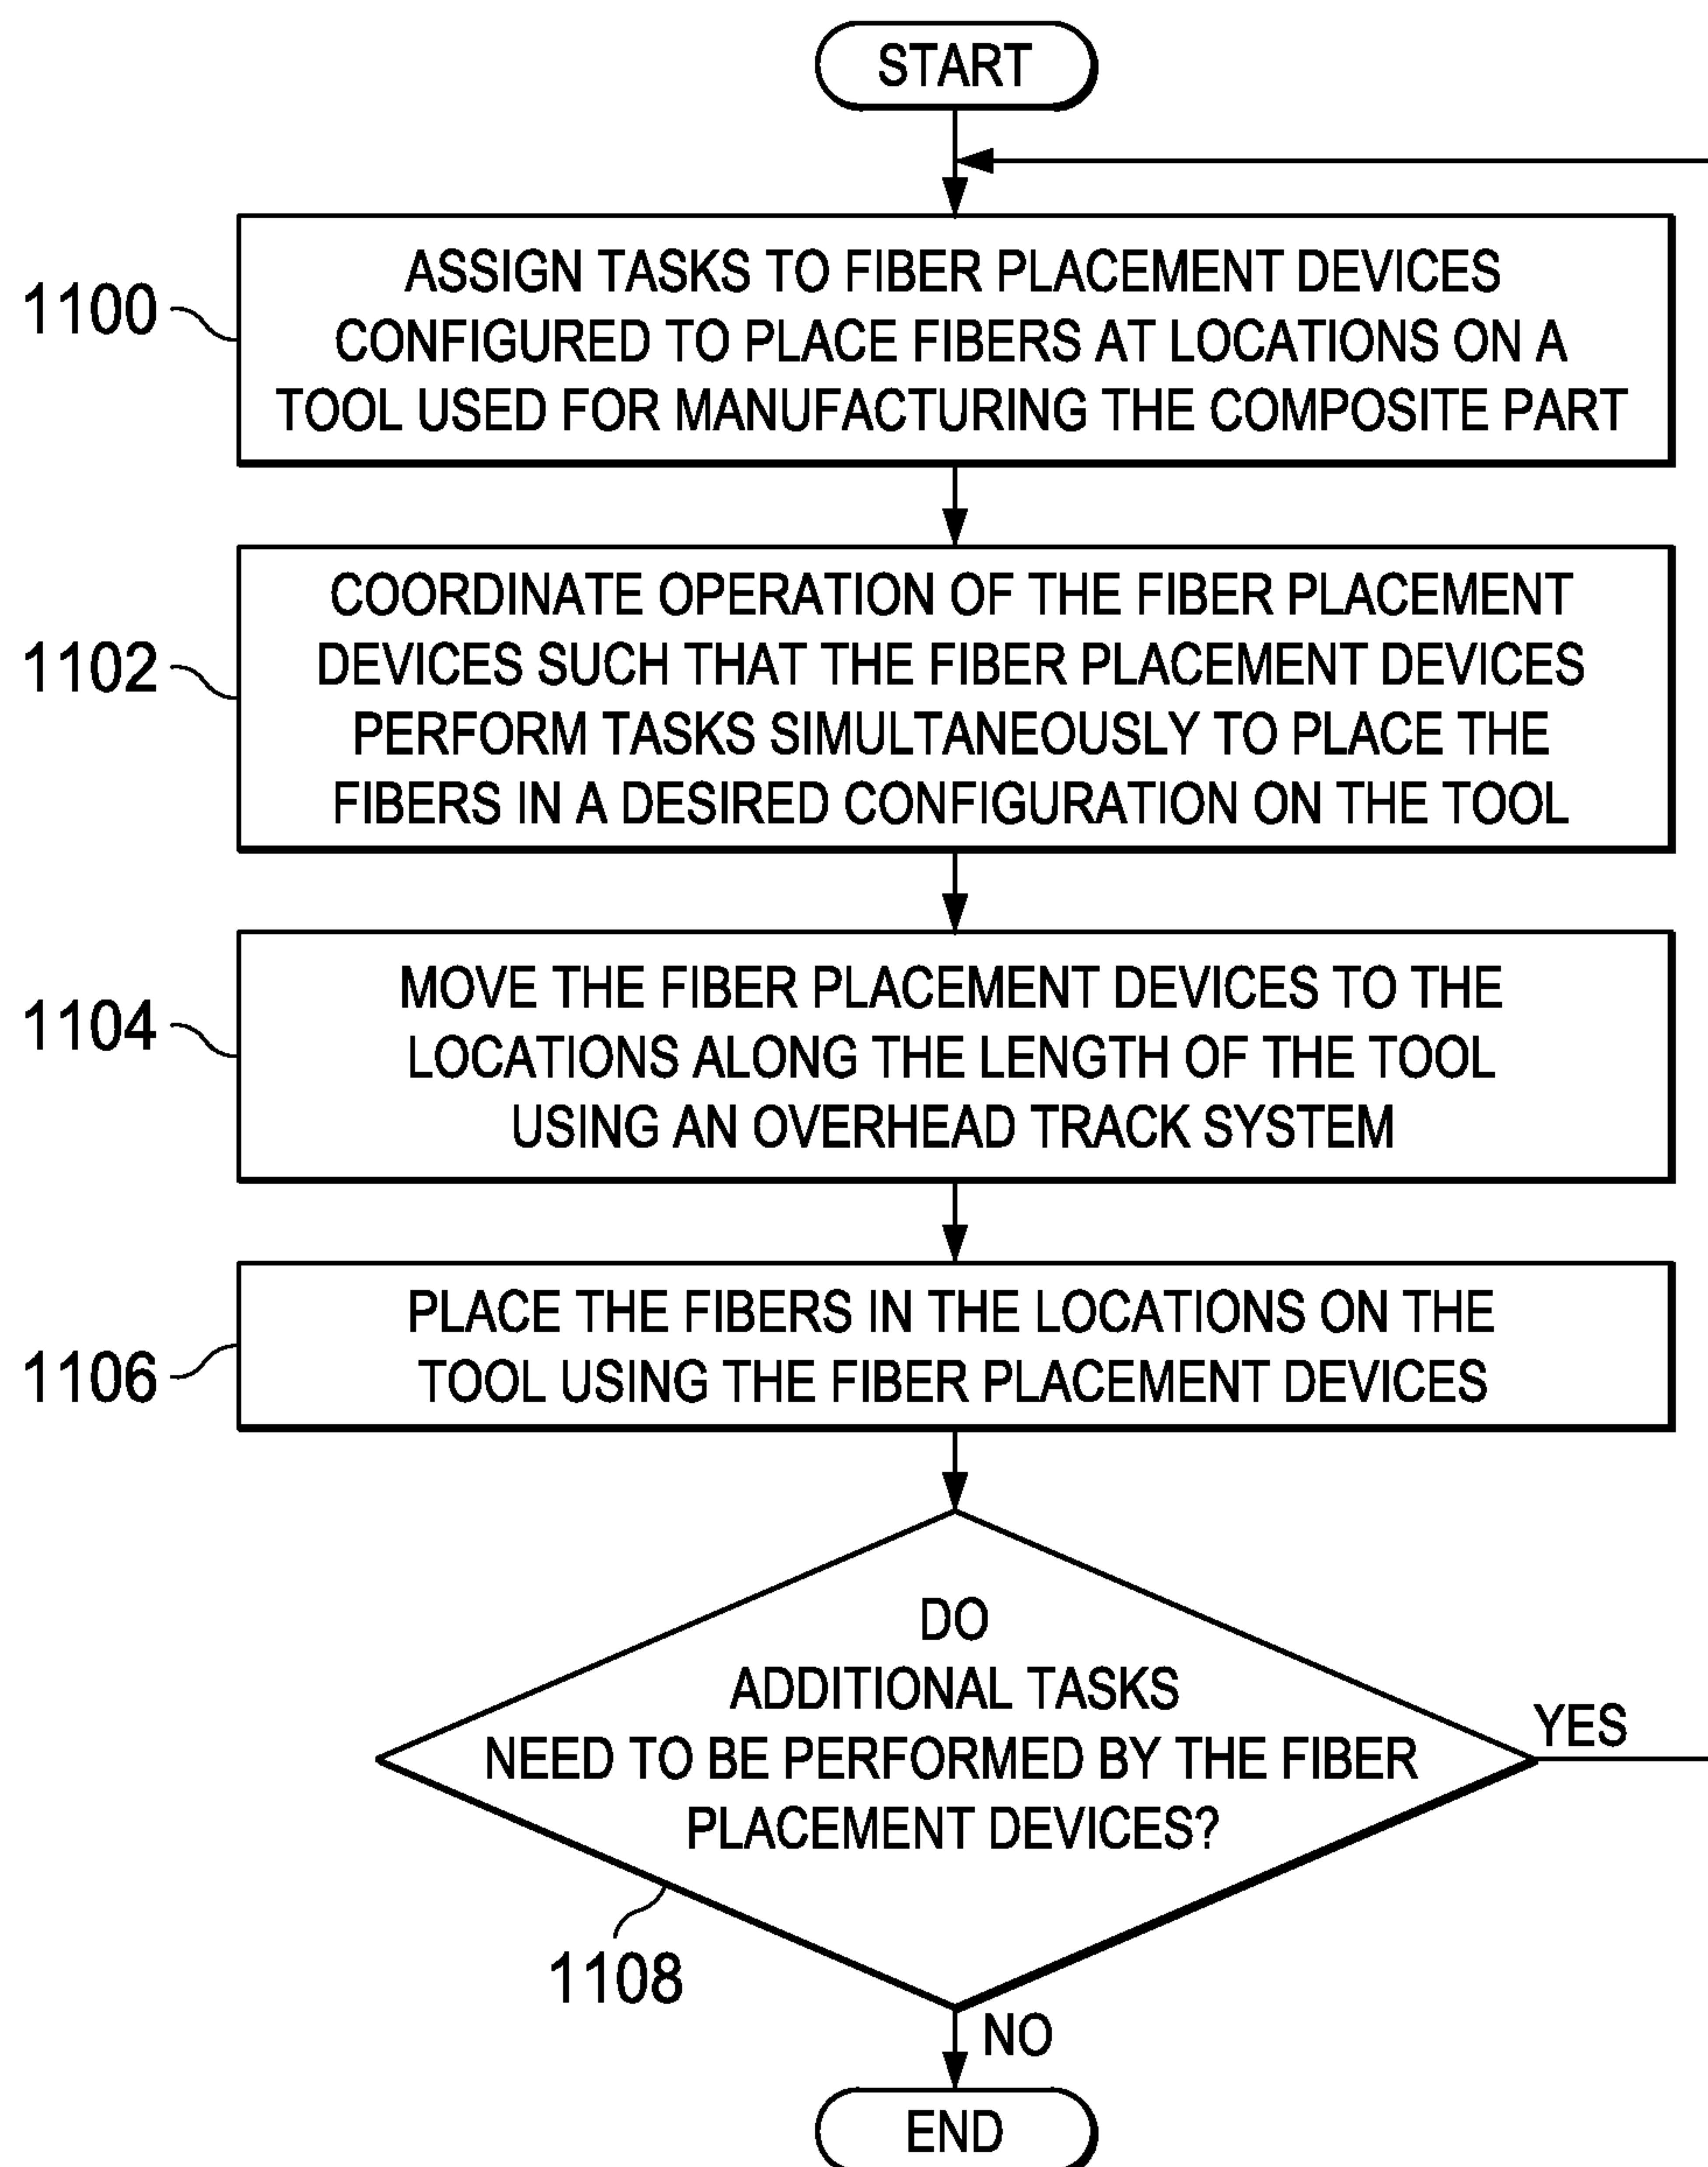 START
1100
ASSIGN TASKS TO FIBER PLACEMENT DEVICES
CONFIGURED TO PLACE FIBERS AT LOCATIONS ON A
TOOL USED FOR MANUFACTURING THE COMPOSITE PART
1102
COORDINATE OPERATION OF THE FIBER PLACEMENT
DEVICES SUCH THAT THE FIBER PLACEMENT DEVICES
PERFORM TASKS SIMULTANEOUSLY TO PLACE THE
FIBERS IN A DESIRED CONFIGURATION ON THE TOOL
1104
MOVE THE FIBER PLACEMENT DEVICES TO THE
LOCATIONS ALONG THE LENGTH OF THE TOOL
USING AN OVERHEAD TRACK SYSTEM
1106
PLACE THE FIBERS IN THE LOCATIONS ON THE
TOOL USING THE FIBER PLACEMENT DEVICES
DO
ADDITIONAL TASKS
NEED TO BE PERFORMED BY THE FIBER
PLACEMENT DEVICES?
YES
1108
NO
END